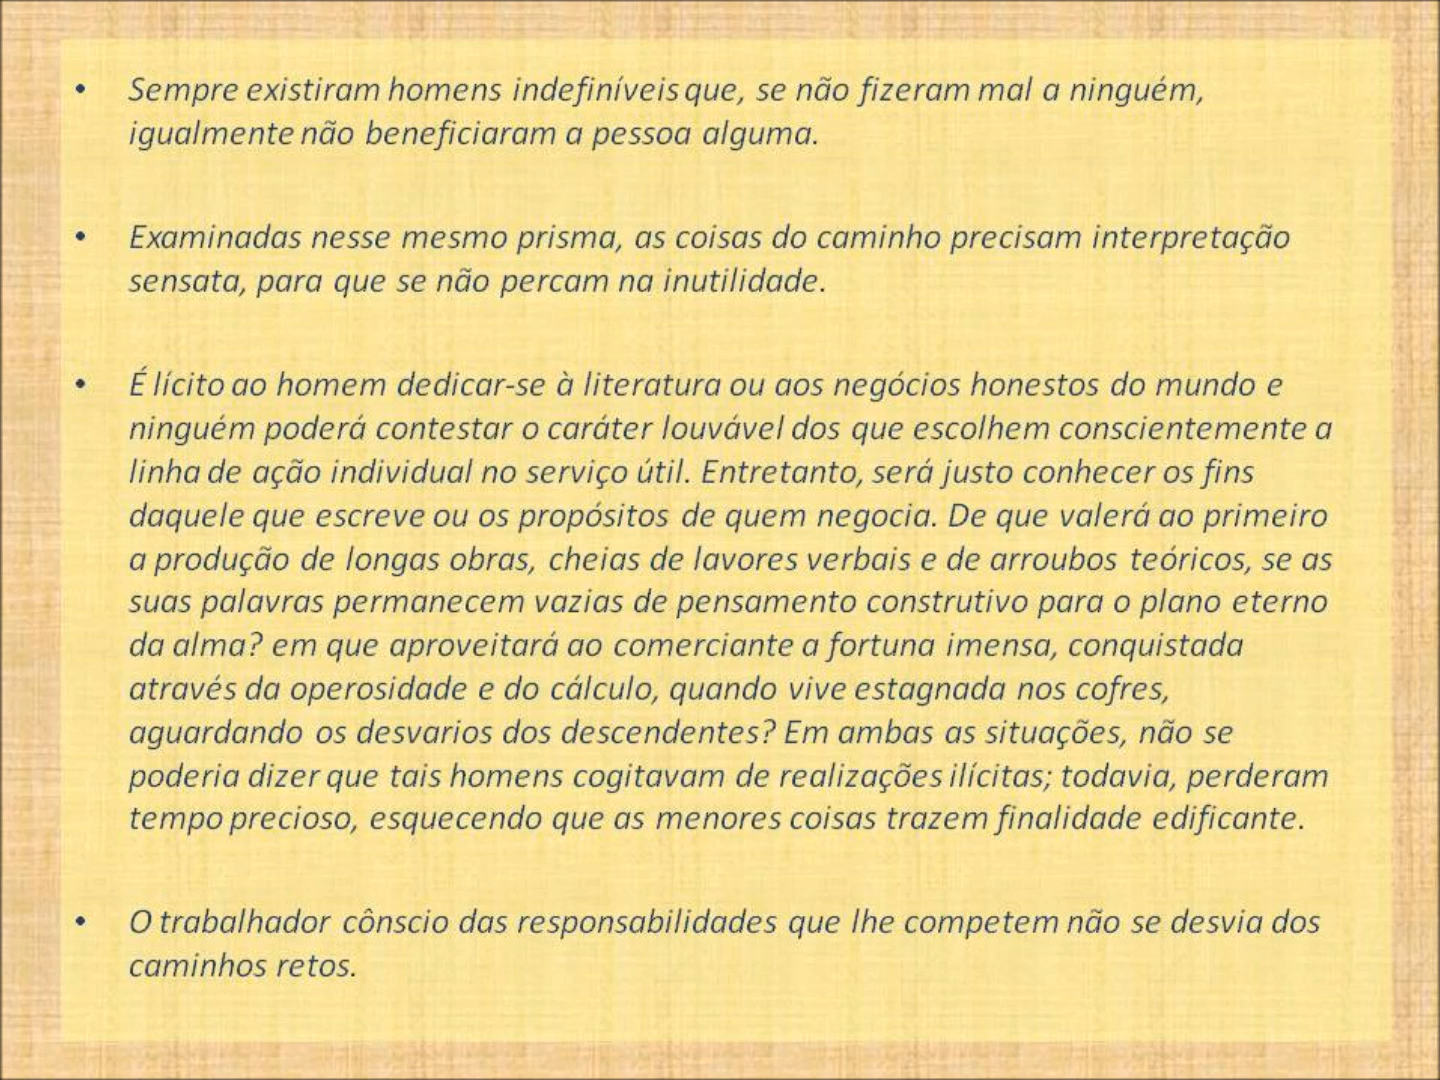 • Sempre existiram homens indefiníveis que, se não fizeram mal a ninguém,
igualmente não beneficiaram a pessoa alguma.
• Examinadas nesse mesmo prisma, as coisas do caminho precisam interpretação
sensata, para que se não percam na inutilidade.
• É lícito ao homem dedicar-se à literatura ou aos negócios honestos do mundo e
ninguém poderá contestar o caráter louvável dos que escolhem conscientemente a
linha de ação individual no serviço útil. Entretanto, será justo conhecer os fins
daquele que escreve ou os propósitos de quem negocia. De que valerá ao primeiro
a produção de longas obras, cheias de lavores verbais e de arroubos teóricos, se as
suas palavras permanecem vazias de pensamento construtivo para o plano eterno
da alma? em que aproveitará ao comerciante a fortuna imensa, conquistada
através da operosidade e do cálculo, quando vive estagnada nos cofres,
aguardando os desvarios dos descendentes? Em ambas as situações, não se
poderia dizer que tais homens cogitavam de realizações ilícitas; todavia, perderam
tempo precioso, esquecendo que as menores coisas trazem finalidade edificante.
• O trabalhador cônscio das responsabilidades que lhe competem não se desvia dos
caminhos retos.